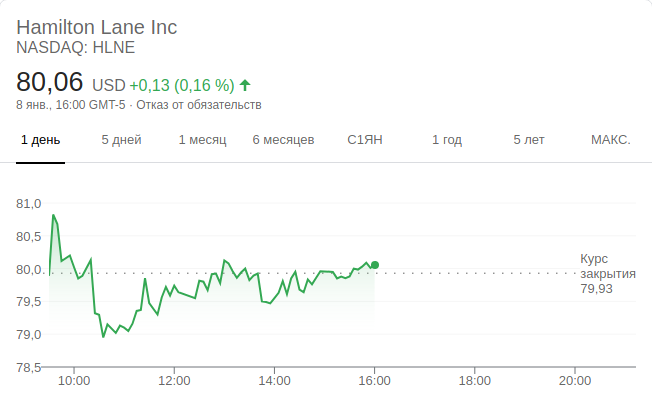 Hamilton Lane Inc
NASDAQ: HLNE
80,06 USD +0,13 (0,16 %)
8 янв., 16:00 GMT-5 · Отказ от обязательств
1 день 5 дней 1 месяц 6 месяцев С1ЯН 1 год 5 лет МАКС.
81,0
80,5
80,0
79,5
79,0
78,5
Курс
закрытия
79,93
10:00 12:00 14:00 16:00 18:00 20:00